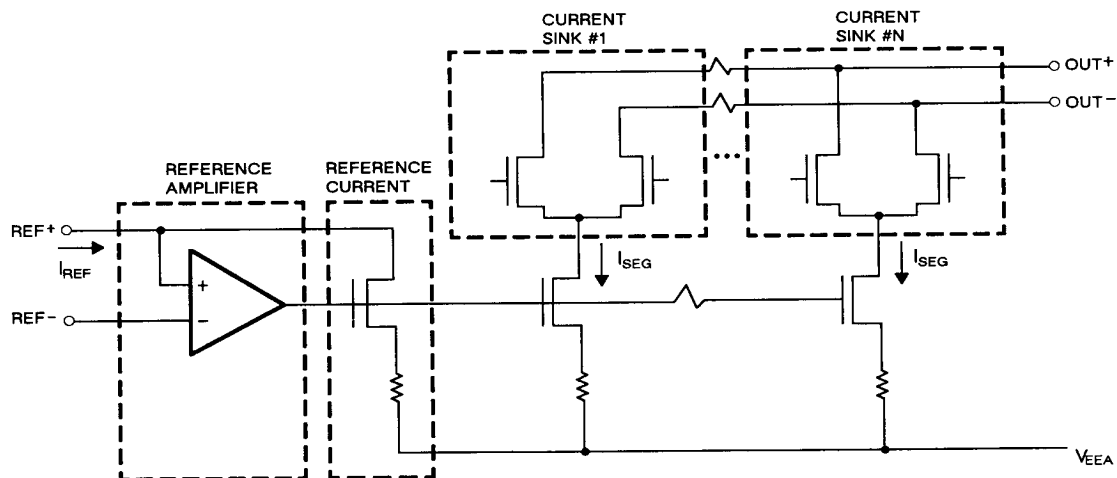 CURRENT
SINK #1
CURRENT
SINK #N
OUT+
OUT-
REFERENCE
AMPLIFIER
REFERENCE
CURRENT
REF+
IREF
+
-
REF-
ISEG
ISEG
...
VEEA